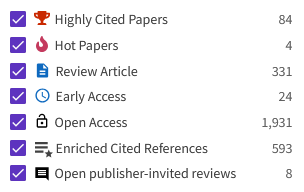 Highly Cited Papers 84
Hot Papers 4
Review Article 331
Early Access 24
Open Access 1,931
Enriched Cited References 593
Open publisher-invited reviews 8